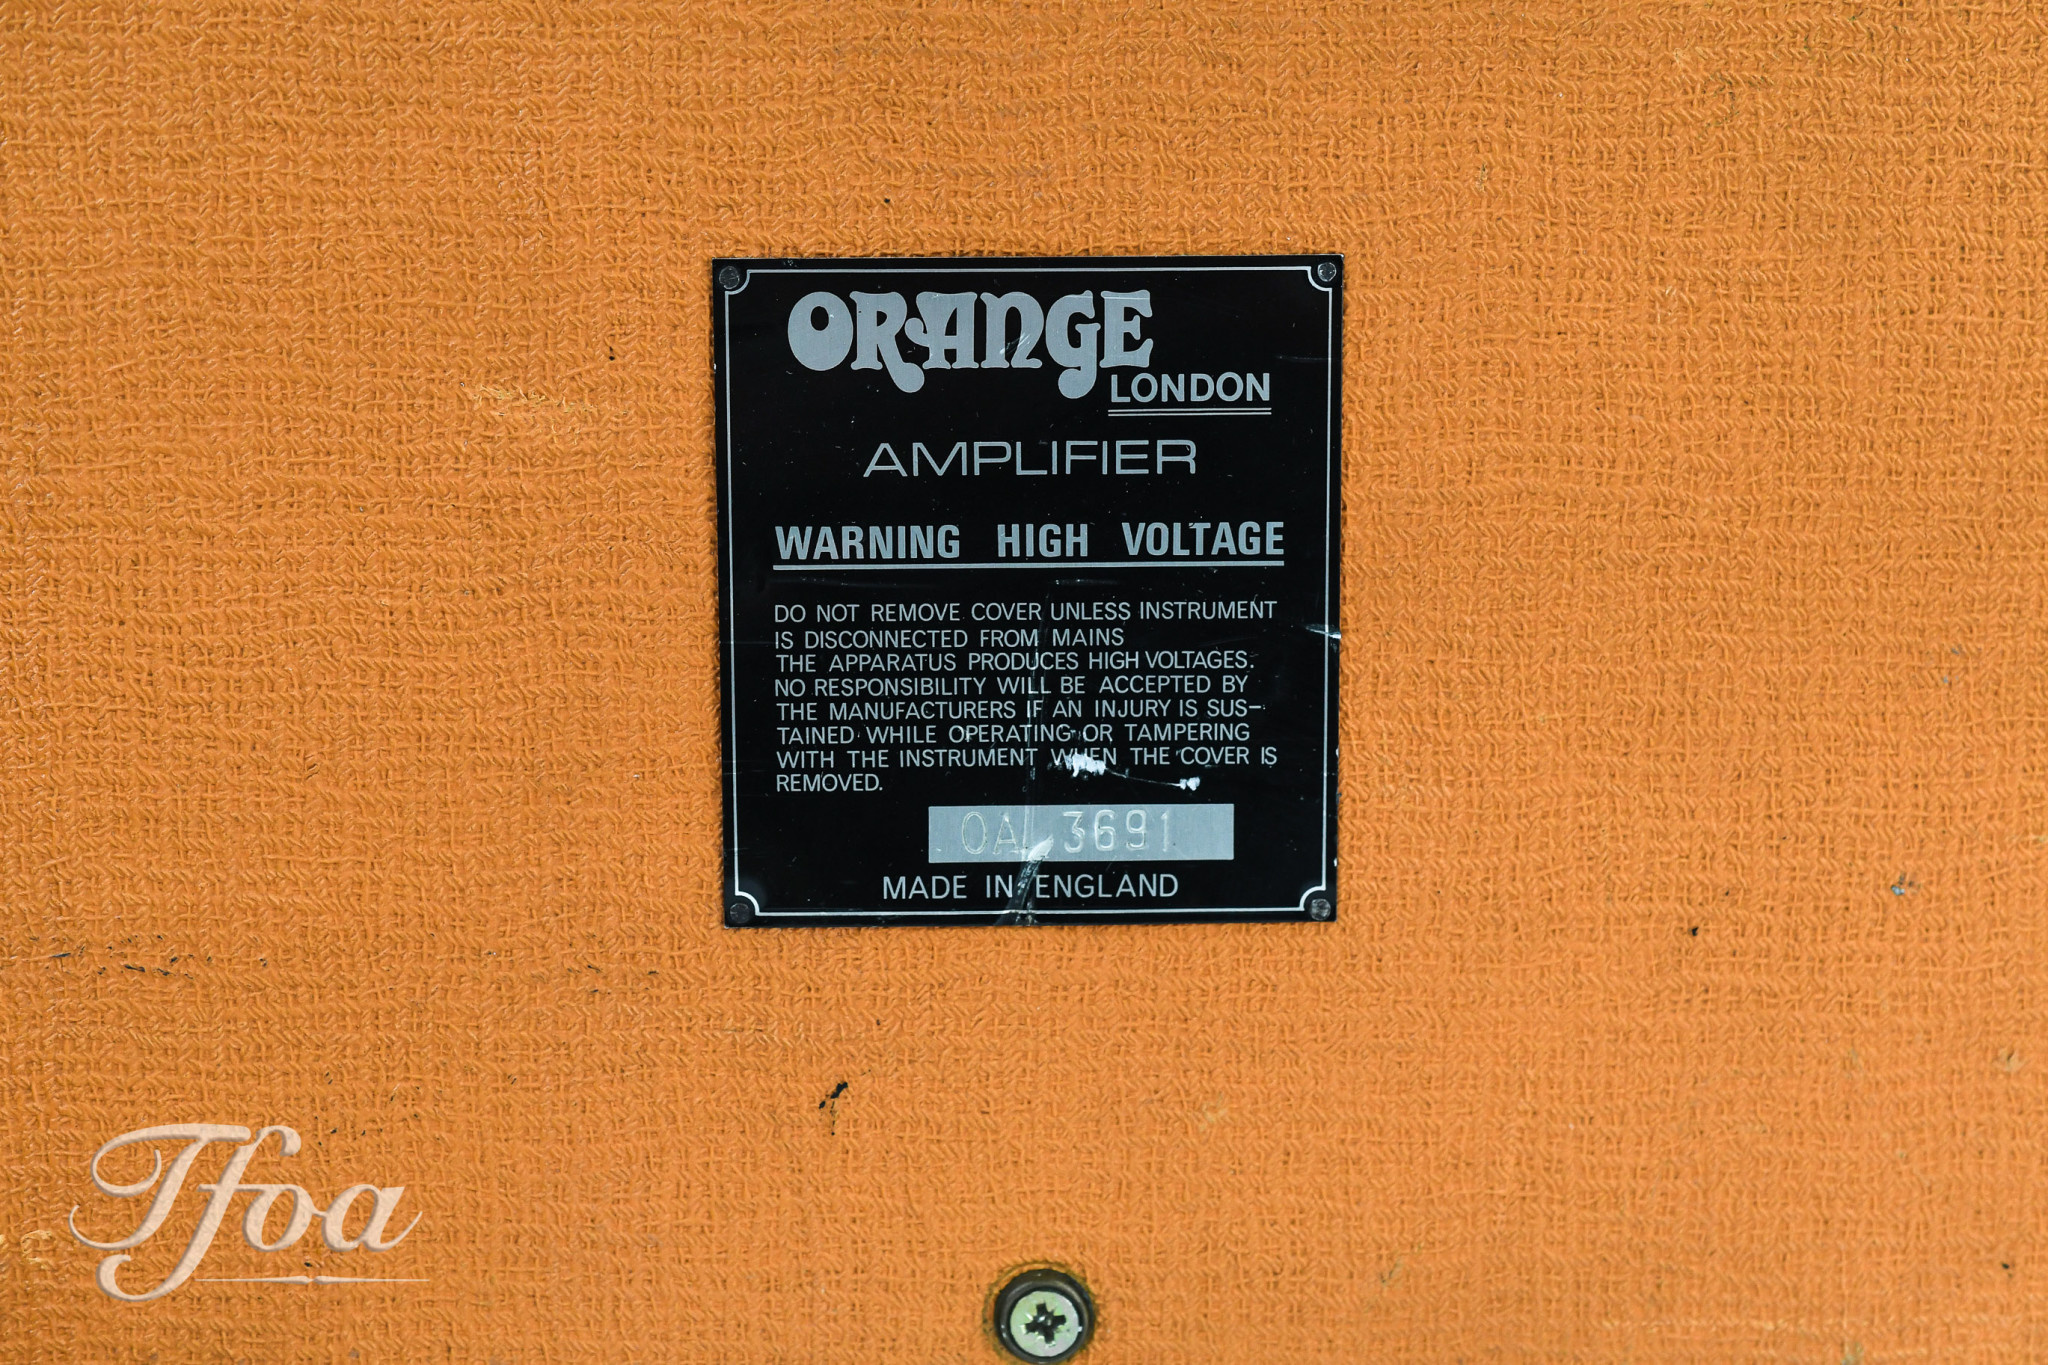 ORANGE
LONDON
AMPLIFIER
WARNING HIGH VOLTAGE
DO NOT REMOVE COVER UNLESS INSTRUMENT
IS DISCONNECTED FROM MAINS
THE APPARATUS PRODUCES HIGH VOLTAGES.
NO RESPONSIBILITY WILL BE ACCEPTED BY
THE MANUFACTURERS IF AN INJURY IS SUS-
TAINED WHILE OPERATING OR TAMPERING
WITH THE INSTRUMENT WHEN THE COVER IS
REMOVED.
OA 3691
MADE IN ENGLAND
Tfoa